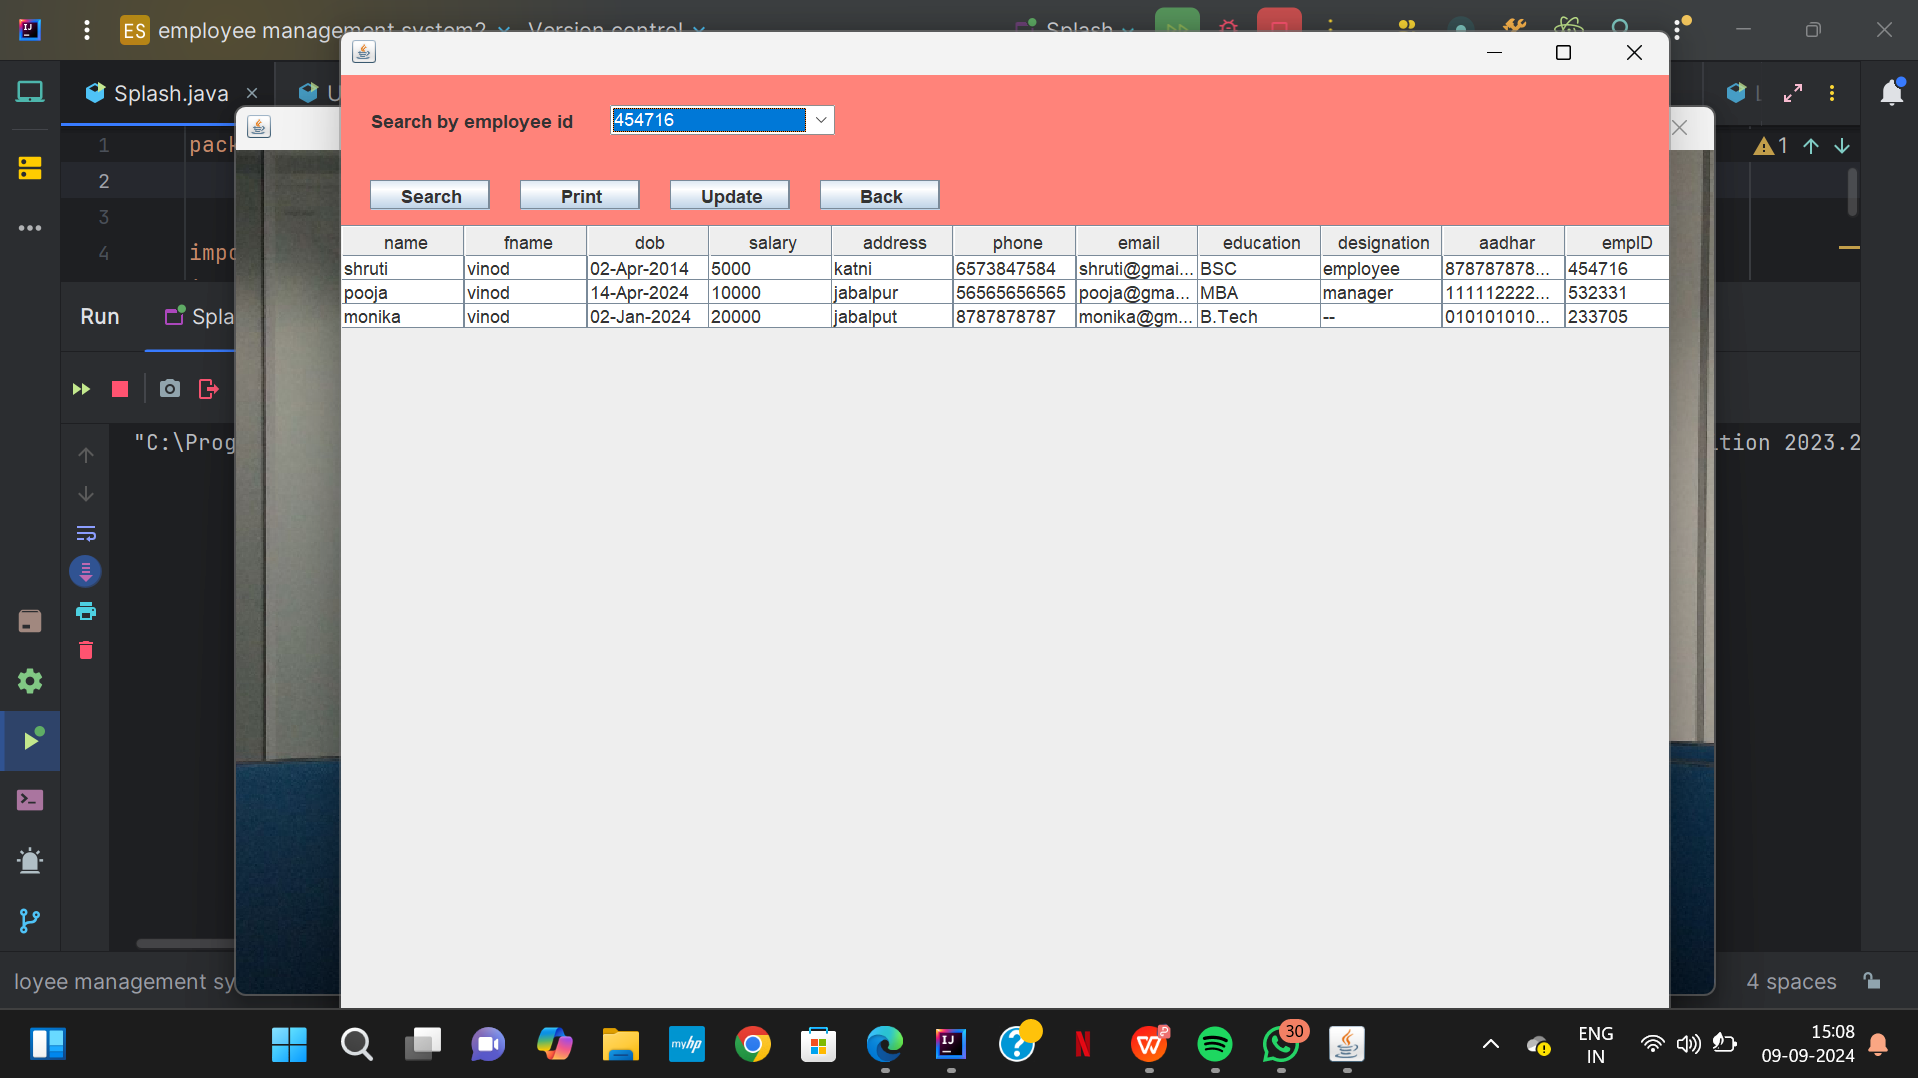 ES employee management system2 Version control Splash
Splash.java
1 pack
2
3
4 impo
1
Search by employee id 454716
Search Print Update Back
name fname dob salary address phone email education designation aadhar empID
shruti vinod 02-Apr-2014 5000 katni 6573847584 shruti@gmai... BSC employee 878787878... 454716
pooja vinod 14-Apr-2024 10000 jabalpur 56565656565 pooja@gma... MBA manager 111112222... 532331
monika vinod 02-Jan-2024 20000 jabalput 8787878787 monika@gm... B.Tech -- 010101010... 233705
Run Spla
"C:\Prog
ition 2023.2
loyee management sy
4 spaces
IJ
myhp
30
ENG
IN
15:08
09-09-2024